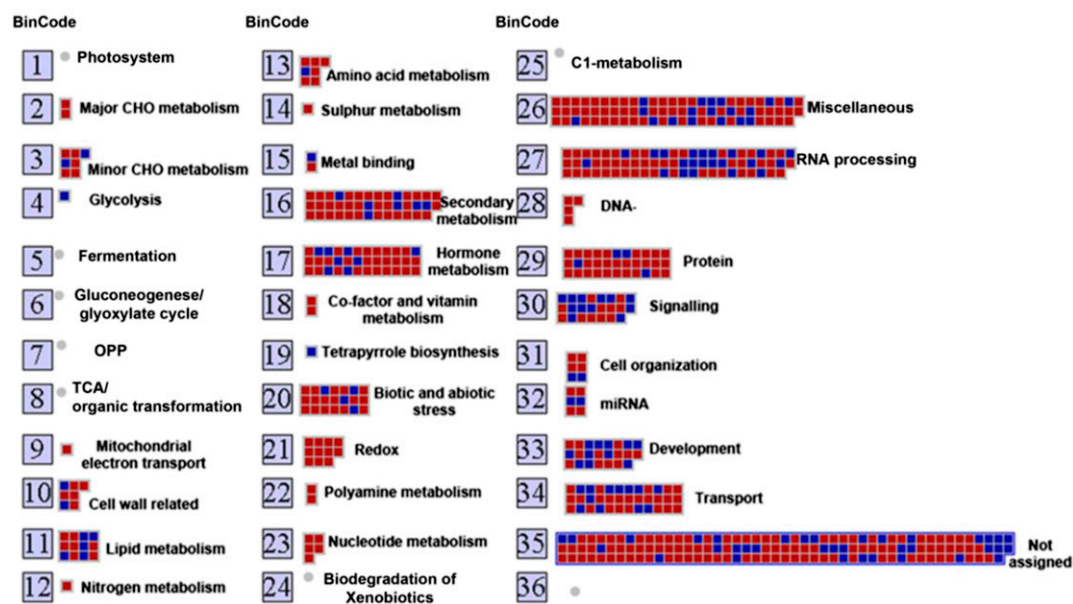 BinCode
1 Photosystem
2 Major CHO metabolism
3 Minor CHO metabolism
4 Glycolysis
5 Fermentation
6 Gluconeogenese/
glyoxylate cycle
7 OPP
8 TCA/
organic transformation
9 Mitochondrial
electron transport
10 Cell wall related
11 Lipid metabolism
12 Nitrogen metabolism
BinCode
13 Amino acid metabolism
14 Sulphur metabolism
15 Metal binding
16 Secondary
metabolism
17 Hormone
metabolism
18 Co-factor and vitamin
metabolism
19 Tetrapyrrole biosynthesis
20 Biotic and abiotic
stress
21 Redox
22 Polyamine metabolism
23 Nucleotide metabolism
24 Biodegradation of
Xenobiotics
BinCode
25 C1-metabolism
26 Miscellaneous
27 RNA processing
28 DNA-
29 Protein
30 Signalling
31 Cell organization
32 miRNA
33 Development
34 Transport
35 Not
assigned
36